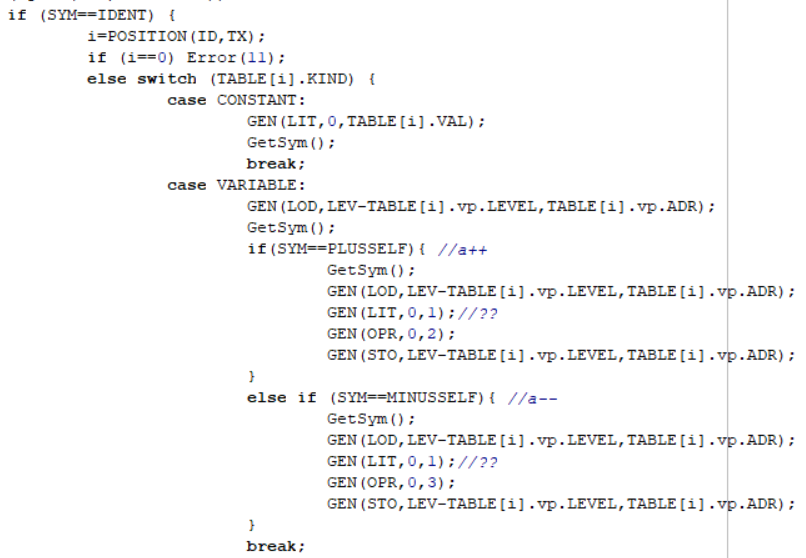 if (SYM==IDENT) {
i=POSITION(ID,TX);
if (i==0) Error(11);
else switch (TABLE[i].KIND) {
case CONSTANT:
GEN(LIT,0,TABLE[i].VAL);
GetSym();
break;
case VARIABLE:
GEN(LOD,LEV-TABLE[i].vp.LEVEL,TABLE[i].vp.ADR);
GetSym();
if(SYM==PLUSSELF){ //a++
GetSym();
GEN(LOD,LEV-TABLE[i].vp.LEVEL,TABLE[i].vp.ADR);
GEN(LIT,0,1);//??
GEN(OPR,0,2);
GEN(STO,LEV-TABLE[i].vp.LEVEL,TABLE[i].vp.ADR);
}
else if (SYM==MINUSSELF){ //a--
GetSym();
GEN(LOD,LEV-TABLE[i].vp.LEVEL,TABLE[i].vp.ADR);
GEN(LIT,0,1);//??
GEN(OPR,0,3);
GEN(STO,LEV-TABLE[i].vp.LEVEL,TABLE[i].vp.ADR);
}
break;